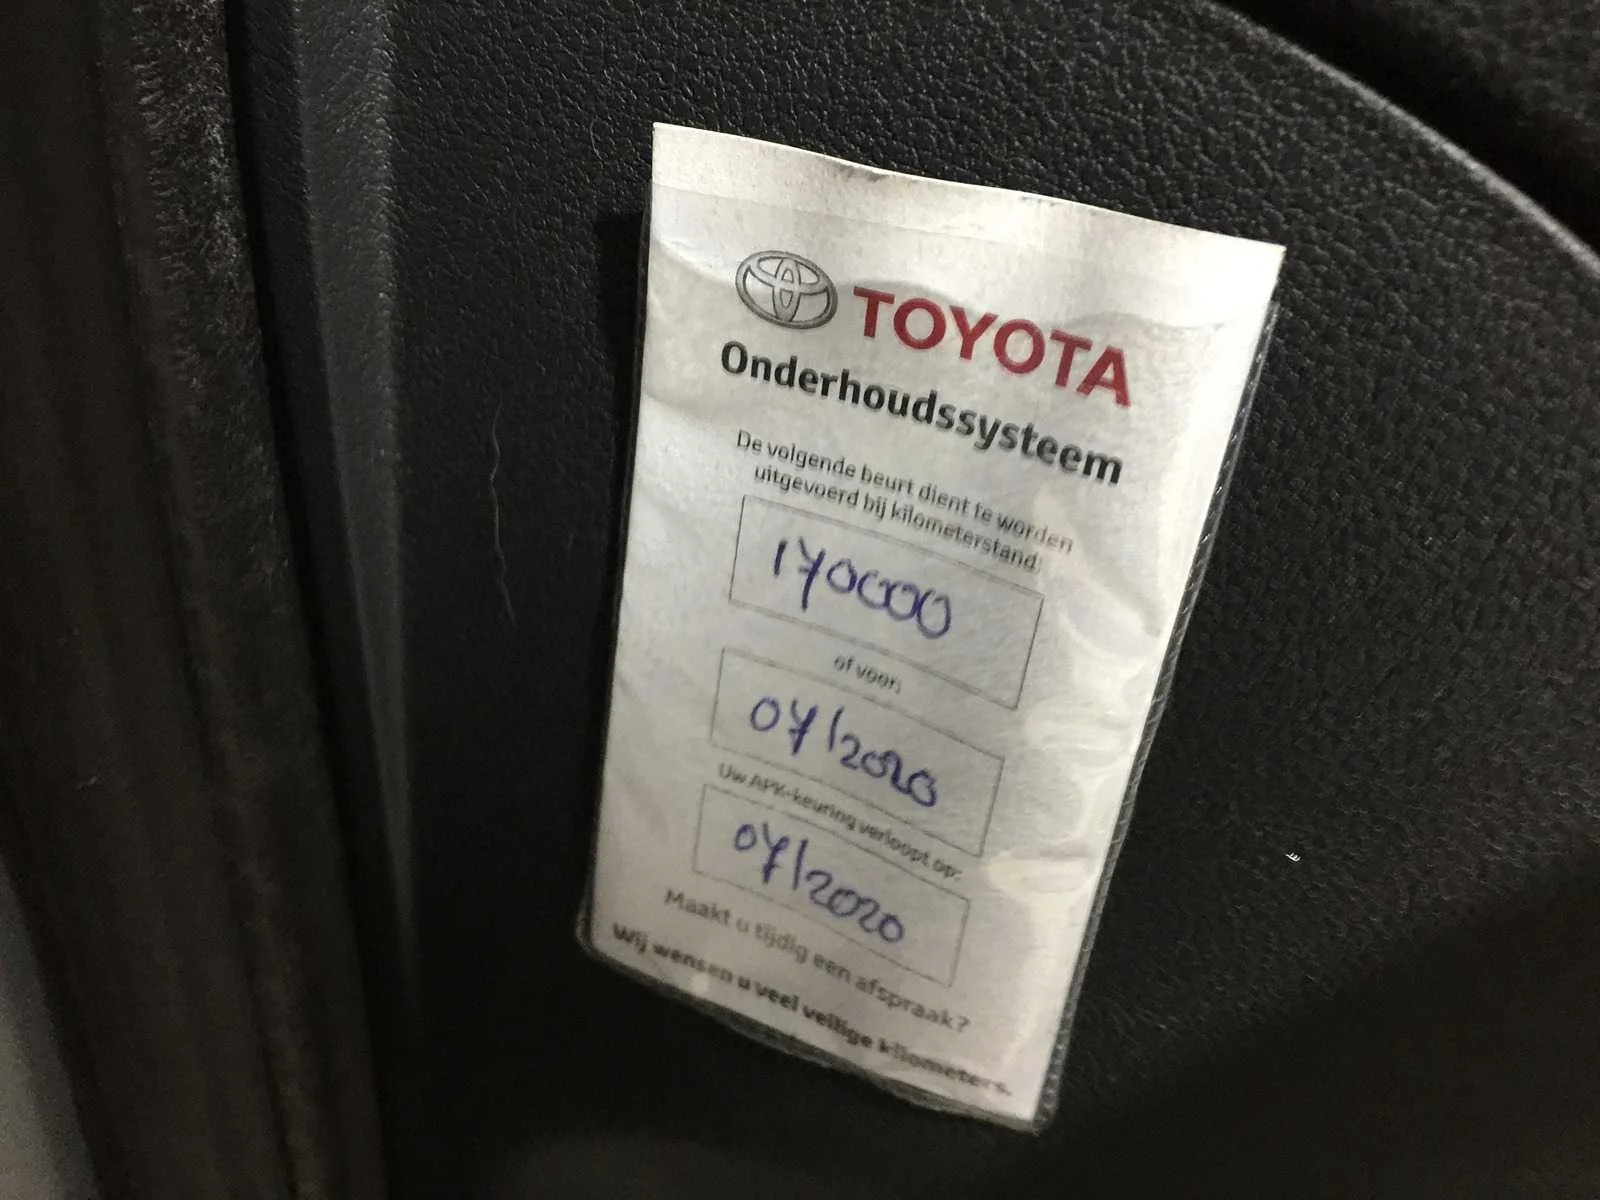 TOYOTA
Onderhoudssysteem
De volgende beurt dient te worden
uitgevoerd bij kilometerstand:
170000
of voor:
07/2020
Uw APK-keuring verloopt op:
07/2020
Maakt u tijdig een afspraak?
Wij wensen u veel veilige kilometers.